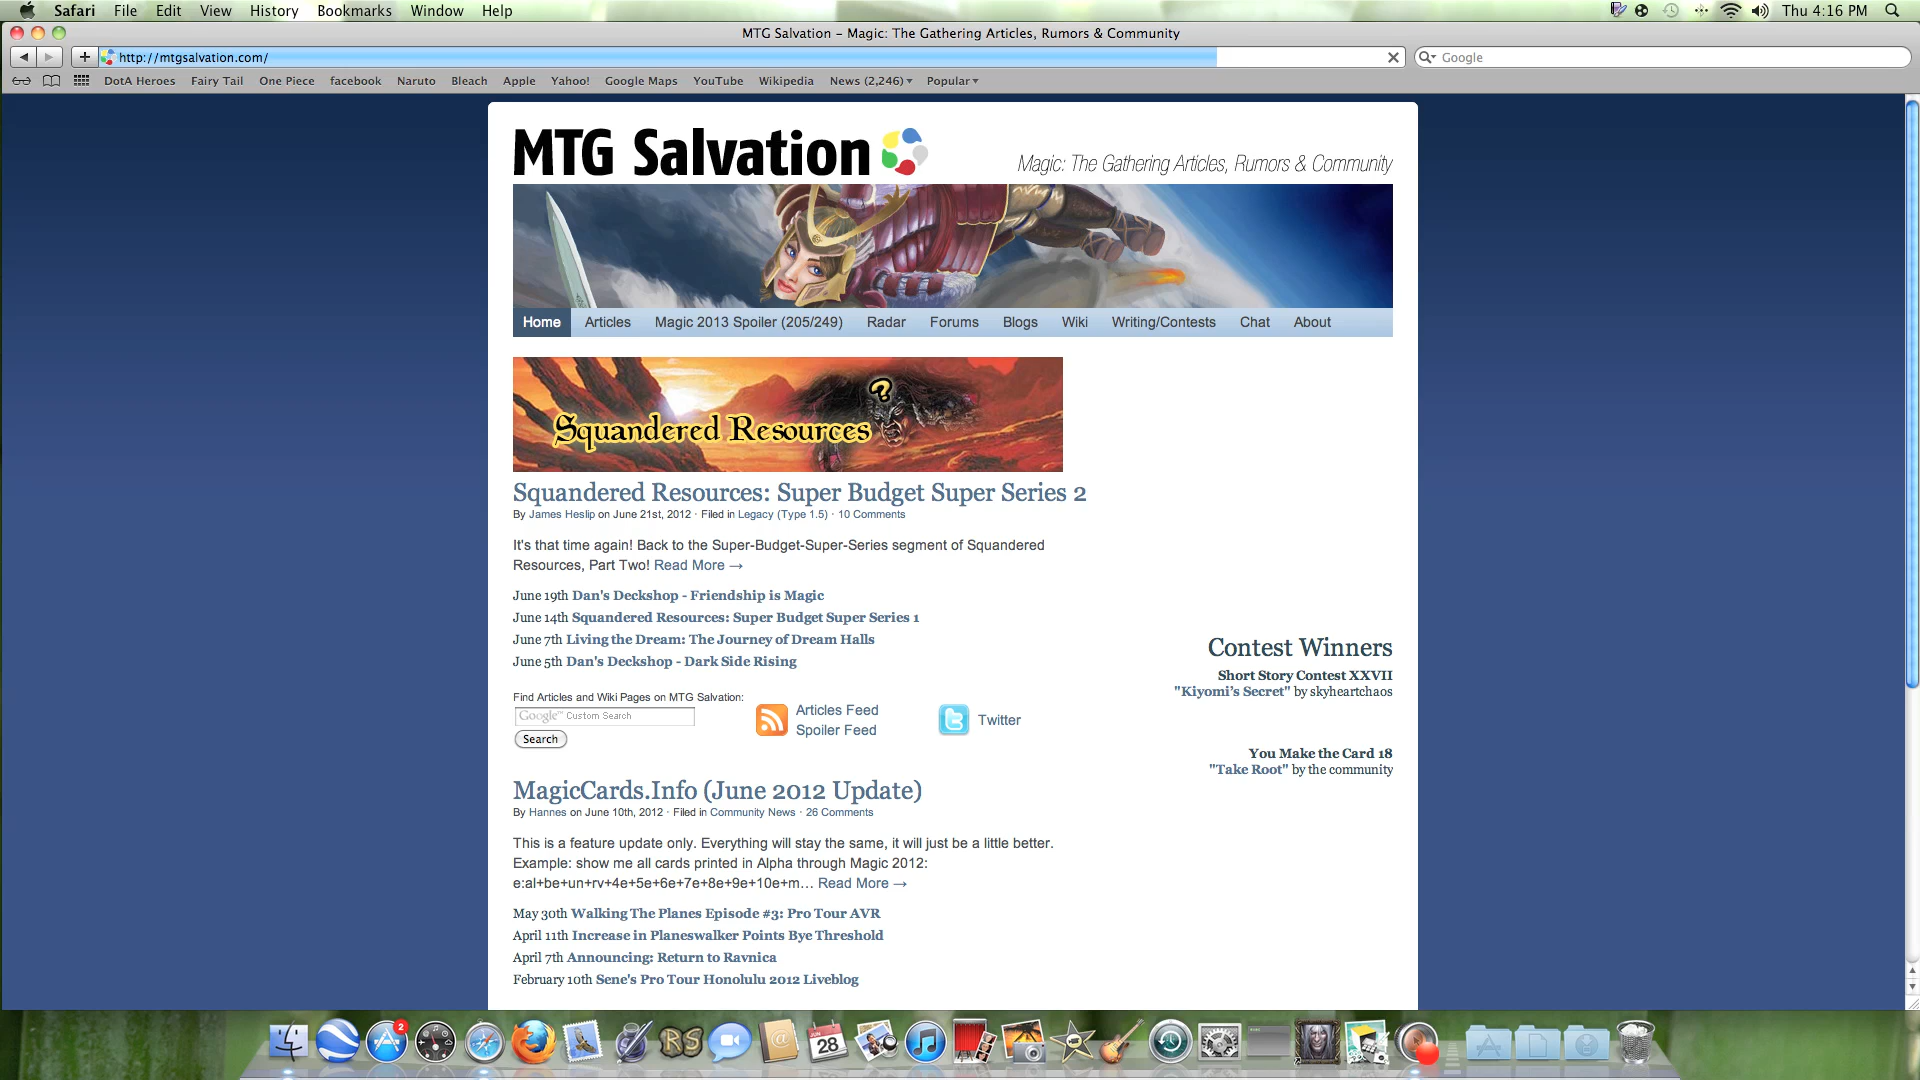 Safari File Edit View History Bookmarks Window Help Thu 4:16 PM
MTG Salvation – Magic: The Gathering Articles, Rumors & Community
http://mtgsalvation.com/ Google
DotA Heroes Fairy Tail One Piece facebook Naruto Bleach Apple Yahoo! Google Maps YouTube Wikipedia News (2,246) Popular
MTG Salvation
Magic: The Gathering Articles, Rumors & Community
Home Articles Magic 2013 Spoiler (205/249) Radar Forums Blogs Wiki Writing/Contests Chat About
?
Squandered Resources
Squandered Resources: Super Budget Super Series 2
By James Heslip on June 21st, 2012 · Filed in Legacy (Type 1.5) · 10 Comments
It's that time again! Back to the Super-Budget-Super-Series segment of Squandered
Resources, Part Two! Read More →
June 19th Dan's Deckshop - Friendship is Magic
June 14th Squandered Resources: Super Budget Super Series 1
June 7th Living the Dream: The Journey of Dream Halls
June 5th Dan's Deckshop - Dark Side Rising
Contest Winners
Short Story Contest XXVII
"Kiyomi's Secret" by skyheartchaos
You Make the Card 18
"Take Root" by the community
Find Articles and Wiki Pages on MTG Salvation:
Google™ Custom Search
Search
Articles Feed
Spoiler Feed
Twitter
MagicCards.Info (June 2012 Update)
By Hannes on June 10th, 2012 · Filed in Community News · 26 Comments
This is a feature update only. Everything will stay the same, it will just be a little better.
Example: show me all cards printed in Alpha through Magic 2012:
e:al+be+un+rv+4e+5e+6e+7e+8e+9e+10e+m... Read More →
May 30th Walking The Planes Episode #3: Pro Tour AVR
April 11th Increase in Planeswalker Points Bye Threshold
April 7th Announcing: Return to Ravnica
February 10th Sene's Pro Tour Honolulu 2012 Liveblog
2
RS
@
JUN
28